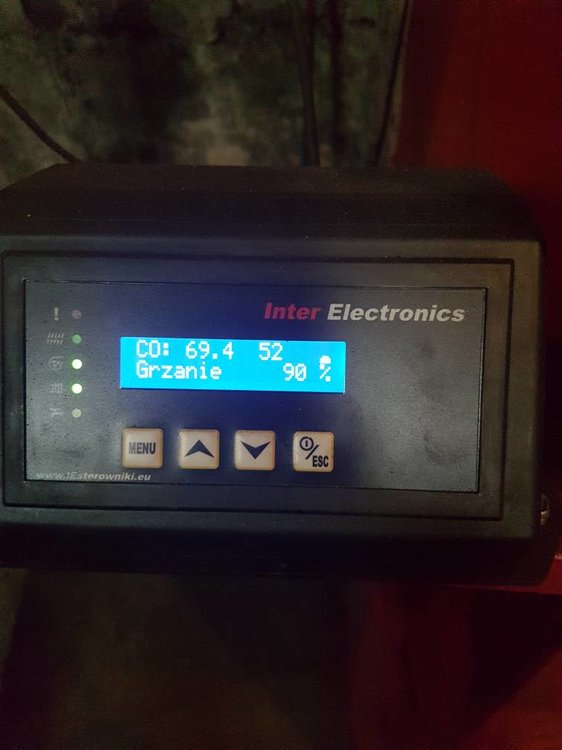 Inter Electronics
CO: 69.4 52
Grzanie 90 %
MENU
/ESC
www.IEsterowniki.eu